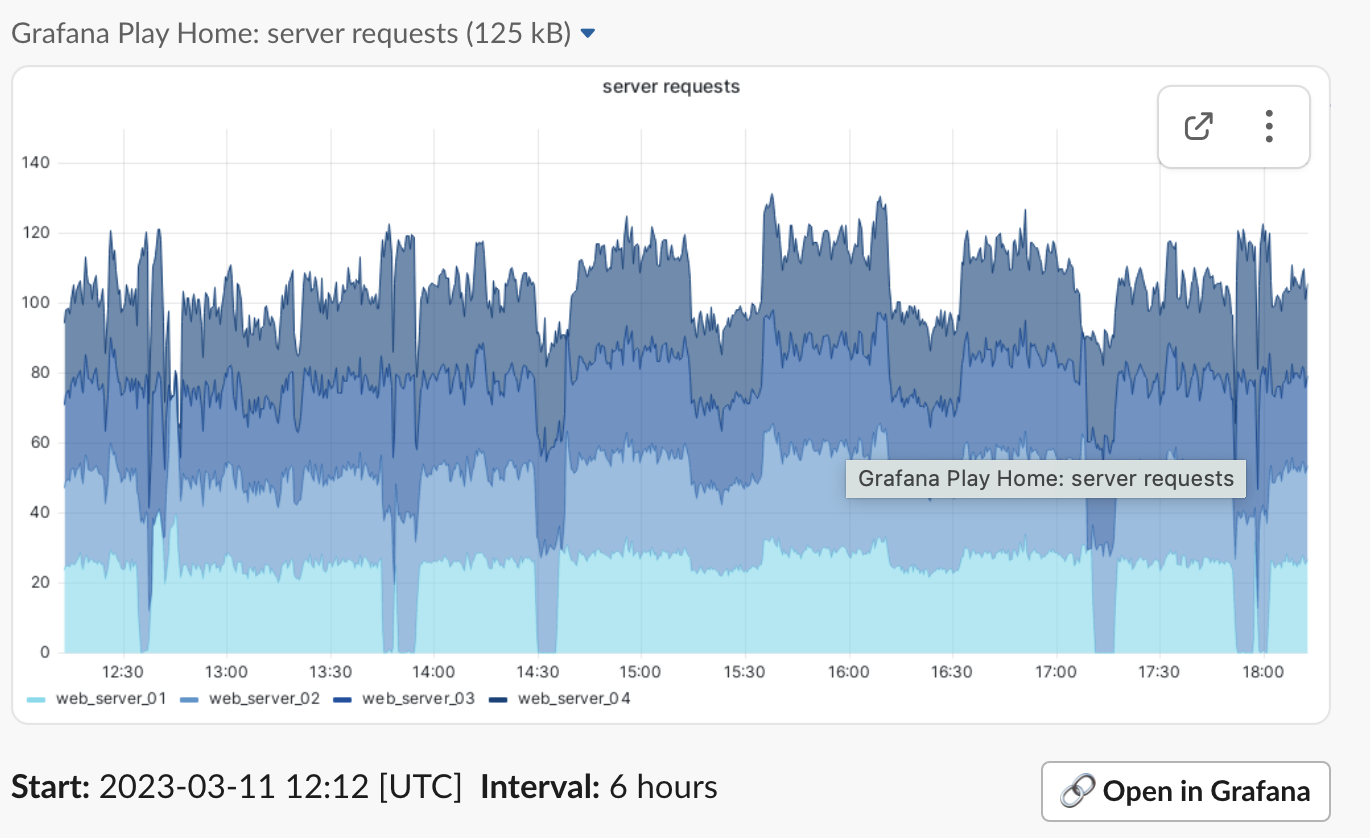 Grafana Play Home: server requests (125 kB)
server requests
140
120
100
80
60
40
20
0
Grafana Play Home: server requests
12:30 13:00 13:30 14:00 14:30 15:00 15:30 16:00 16:30 17:00 17:30 18:00
web_server_01 web_server_02 web_server_03 web_server_04
Start: 2023-03-11 12:12 [UTC] Interval: 6 hours
Open in Grafana